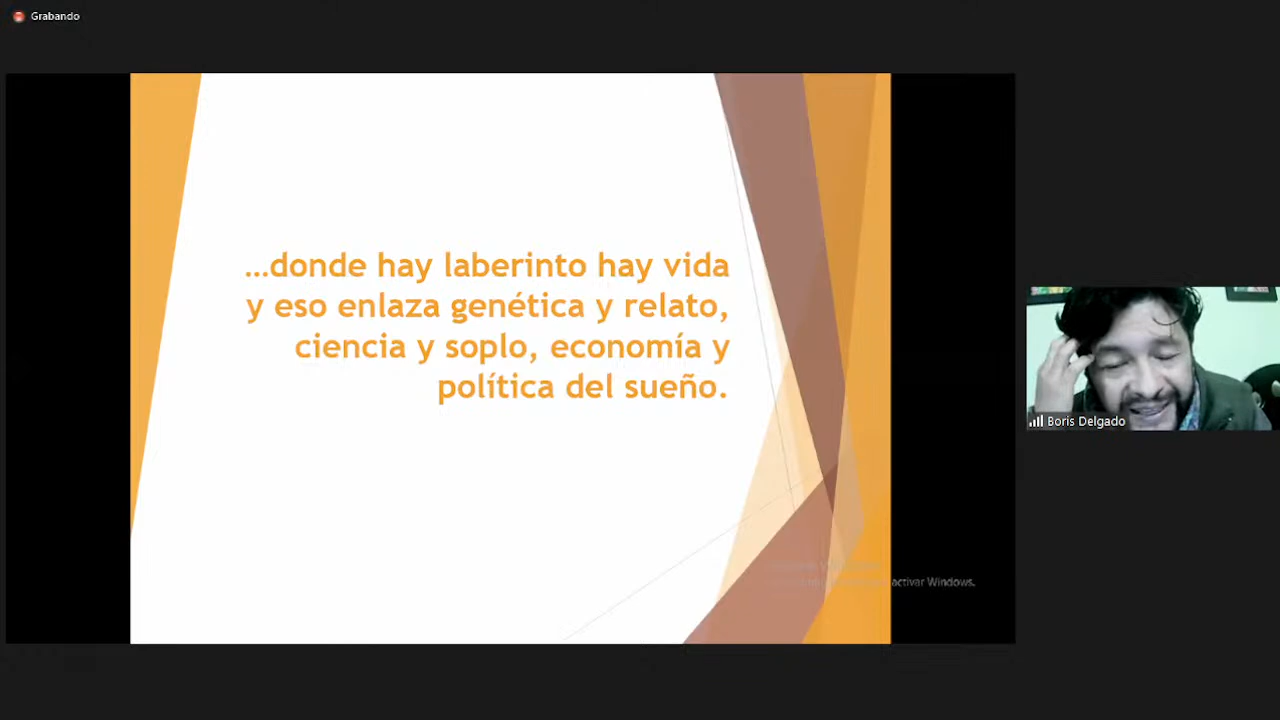 Grabando
...donde hay laberinto hay vida
y eso enlaza genética y relato,
ciencia y soplo, economía y
política del sueño.
activar Windows.
Boris Delgado